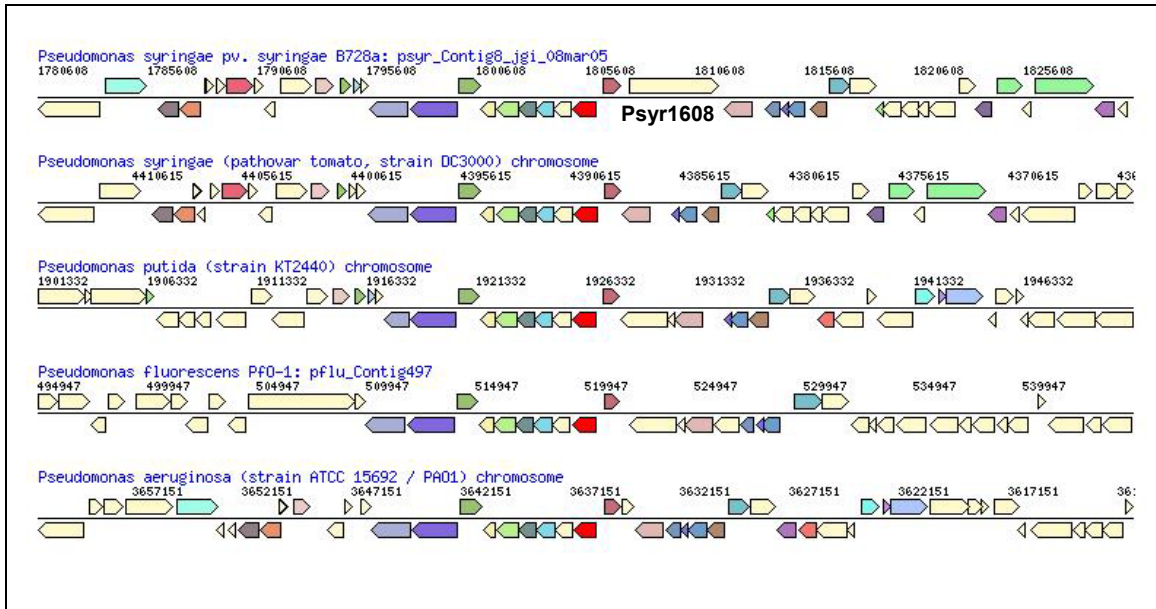 Pseudomonas syringae pv. syringae B728a: psyr_Contig8_jgi_08mar05
1780608 1785608 1790608 1795608 1800608 1805608 1810608 1815608 1820608 1825608
Psyr1608
Pseudomonas syringae (pathovar tomato, strain DC3000) chromosome
4410615 4405615 4400615 4395615 4390615 4385615 4380615 4375615 4370615 436
Pseudomonas putida (strain KT2440) chromosome
1901332 1906332 1911332 1916332 1921332 1926332 1931332 1936332 1941332 1946332
Pseudomonas fluorescens PfO-1: pflu_Contig497
494947 499947 504947 509947 514947 519947 524947 529947 534947 539947
Pseudomonas aeruginosa (strain ATCC 15692 / PAO1) chromosome
3657151 3652151 3647151 3642151 3637151 3632151 3627151 3622151 3617151 361